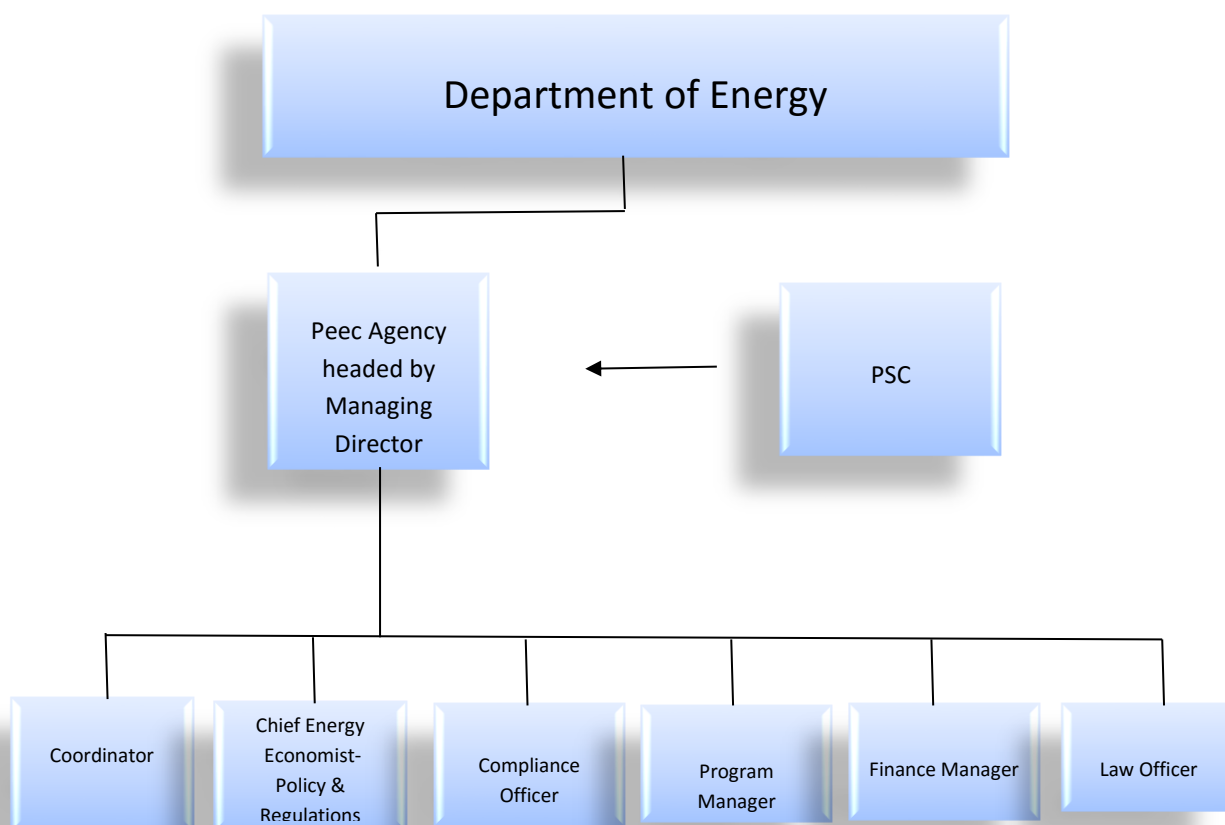 Department of Energy
Peec Agency
headed by
Managing
Director
PSC
Coordinator
Chief Energy
Economist-
Policy &
Regulations
Compliance
Officer
Program
Manager
Finance Manager
Law Officer